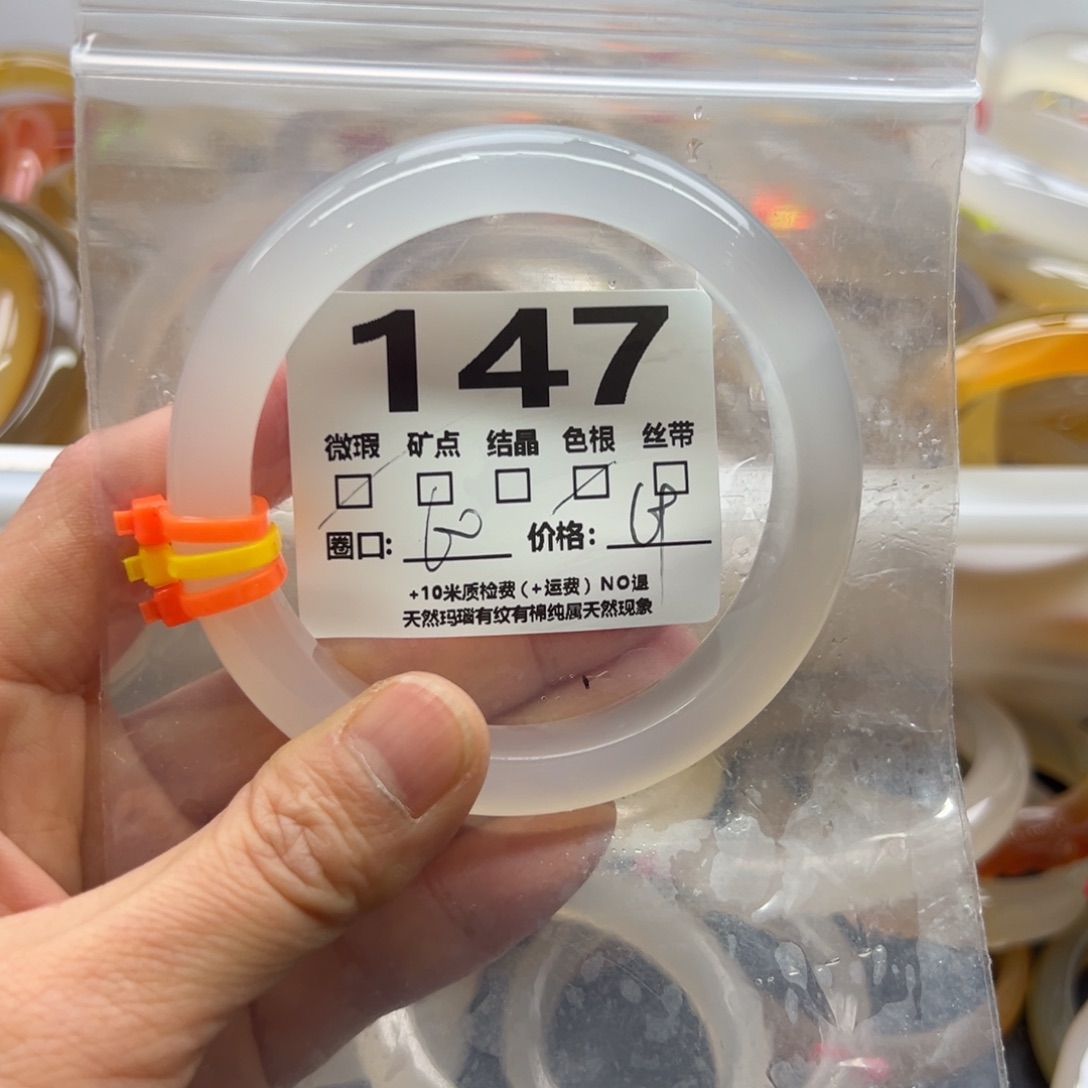 147
微瑕 矿点 结晶 色根 丝带
圈口: 60 价格:
+10米质检费(+运费)NO退
天然玛瑙有纹有棉纯属天然现象